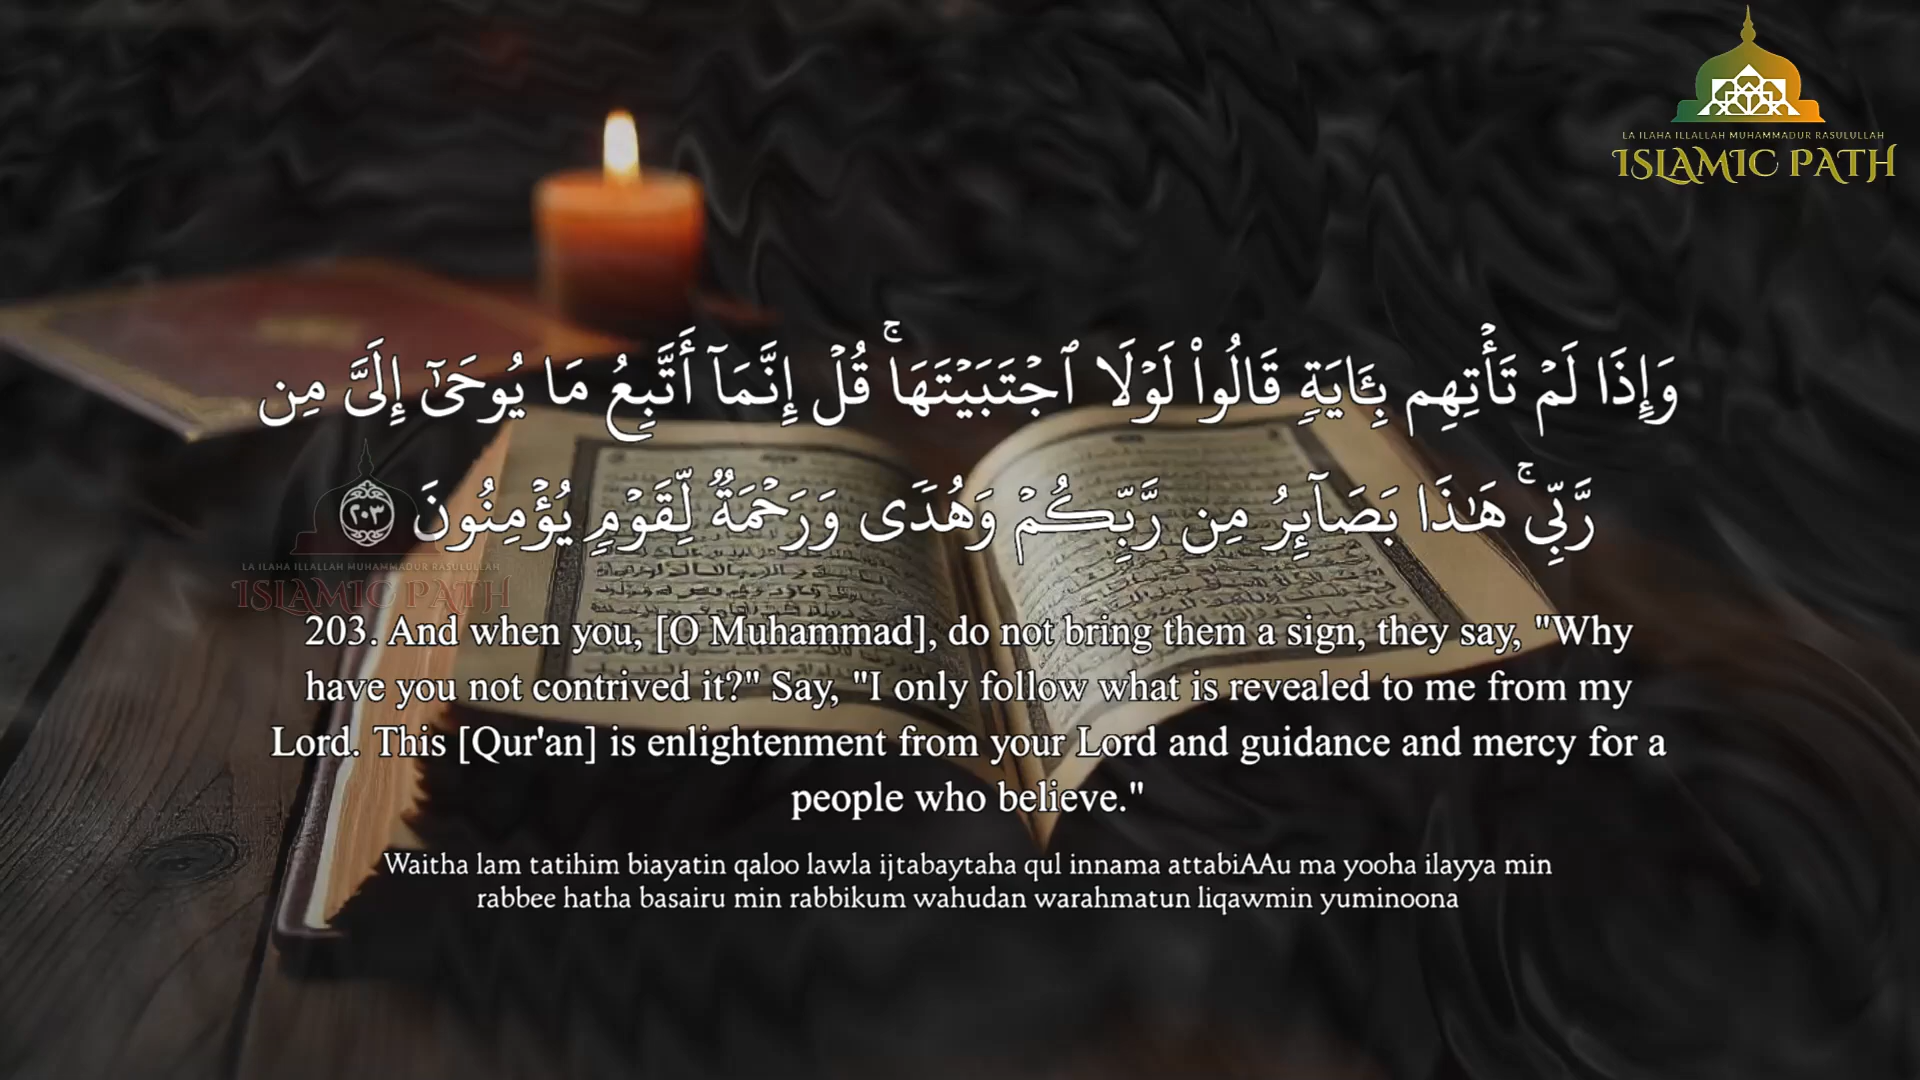 LA ILAHA ILLALLAH MUHAMMADUR RASULULLAH
ISLAMIC PATH
وَإِذَا لَمْ تَأْتِهِم بِـَٔايَةٍ قَالُوا۟ لَوْلَا ٱجْتَبَيْتَهَا ۚ قُلْ إِنَّمَآ أَتَّبِعُ مَا يُوحَىٰٓ إِلَىَّ مِن
رَّبِّى ۚ هَـٰذَا بَصَآئِرُ مِن رَّبِّكُمْ وَهُدًى وَرَحْمَةٌ لِّقَوْمٍ يُؤْمِنُونَ ٢٠٣
LA ILAHA ILLALLAH MUHAMMADUR RASULULLAH
ISLAMIC PATH
203. And when you, [O Muhammad], do not bring them a sign, they say, "Why
have you not contrived it?" Say, "I only follow what is revealed to me from my
Lord. This [Qur'an] is enlightenment from your Lord and guidance and mercy for a
people who believe."
Waitha lam tatihim biayatin qaloo lawla ijtabaytaha qul innama attabiAAu ma yooha ilayya min
rabbee hatha basairu min rabbikum wahudan warahmatun liqawmin yuminoona